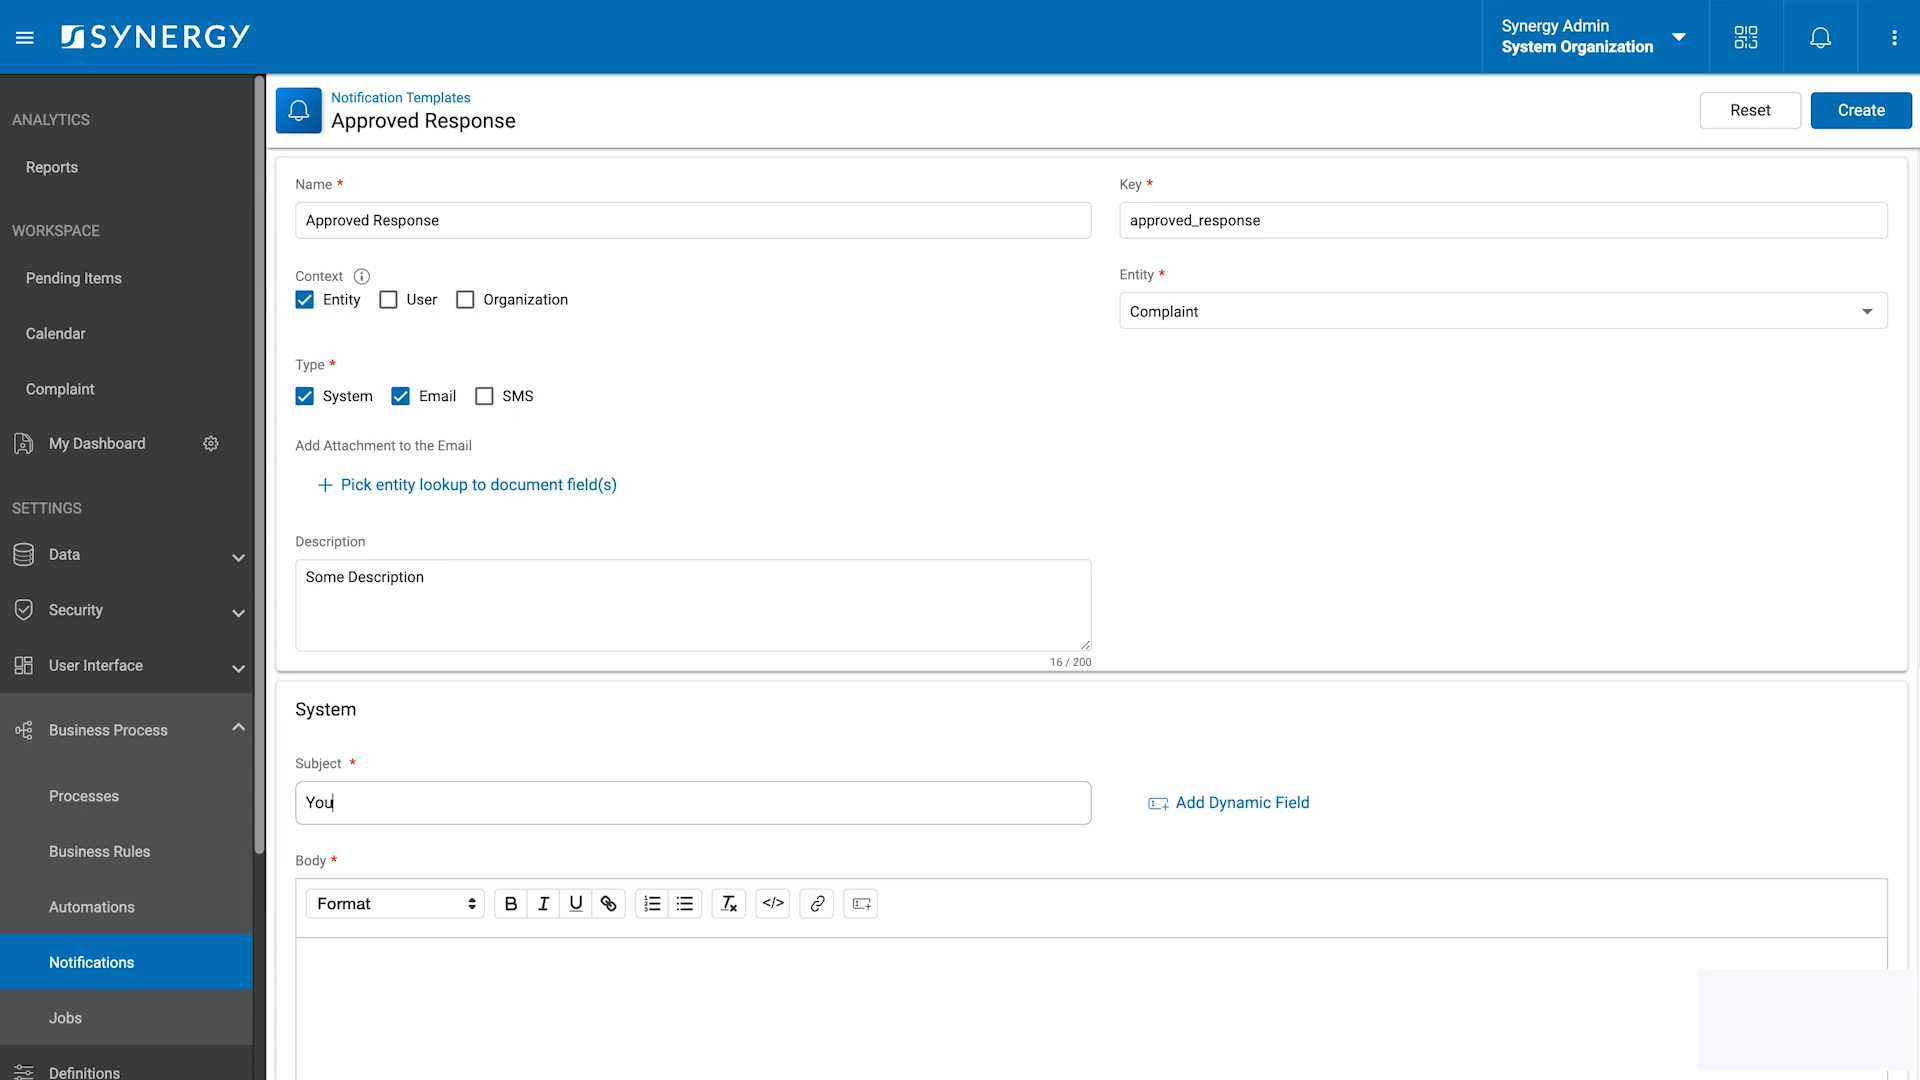 SYNERGY
Synergy Admin
System Organization
ANALYTICS
Reports
WORKSPACE
Pending Items
Calendar
Complaint
My Dashboard
SETTINGS
Data
Security
User Interface
Business Process
Processes
Business Rules
Automations
Notifications
Jobs
Definitions
Notification Templates
Approved Response
Reset
Create
Name *
Approved Response
Key *
approved_response
Context
Entity User Organization
Entity *
Complaint
Type *
System Email SMS
Add Attachment to the Email
+ Pick entity lookup to document field(s)
Description
Some Description
16 / 200
System
Subject *
You
Add Dynamic Field
Body *
Format
B I U
</>